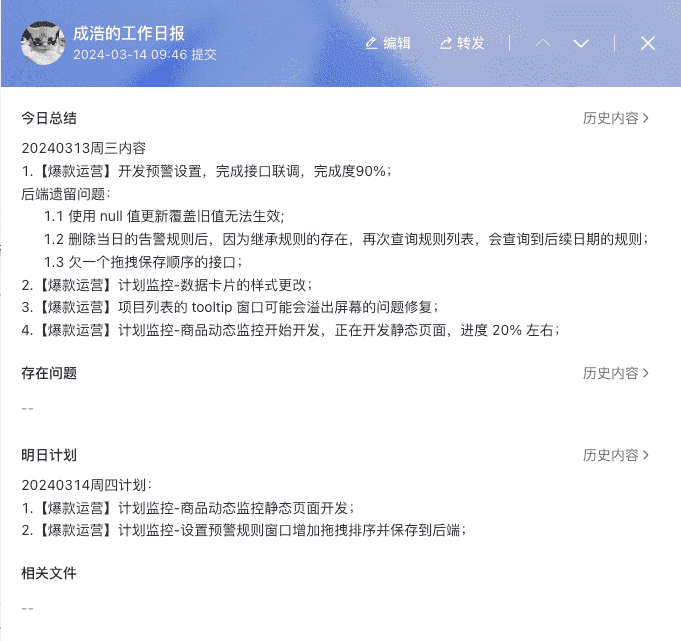 成浩的工作日报
2024-03-14 09:46 提交
编辑
转发
今日总结
历史内容
20240313周三内容
1.【爆款运营】开发预警设置，完成接口联调，完成度90%；
后端遗留问题：
1.1 使用 null 值更新覆盖旧值无法生效;
1.2 删除当日的告警规则后，因为继承规则的存在，再次查询规则列表，会查询到后续日期的规则；
1.3 欠一个拖拽保存顺序的接口；
2.【爆款运营】计划监控-数据卡片的样式更改；
3.【爆款运营】项目列表的 tooltip 窗口可能会溢出屏幕的问题修复；
4.【爆款运营】计划监控-商品动态监控开始开发，正在开发静态页面，进度 20% 左右；
存在问题
历史内容
--
明日计划
历史内容
20240314周四计划：
1.【爆款运营】计划监控-商品动态监控静态页面开发；
2.【爆款运营】计划监控-设置预警规则窗口增加拖拽排序并保存到后端；
相关文件
--